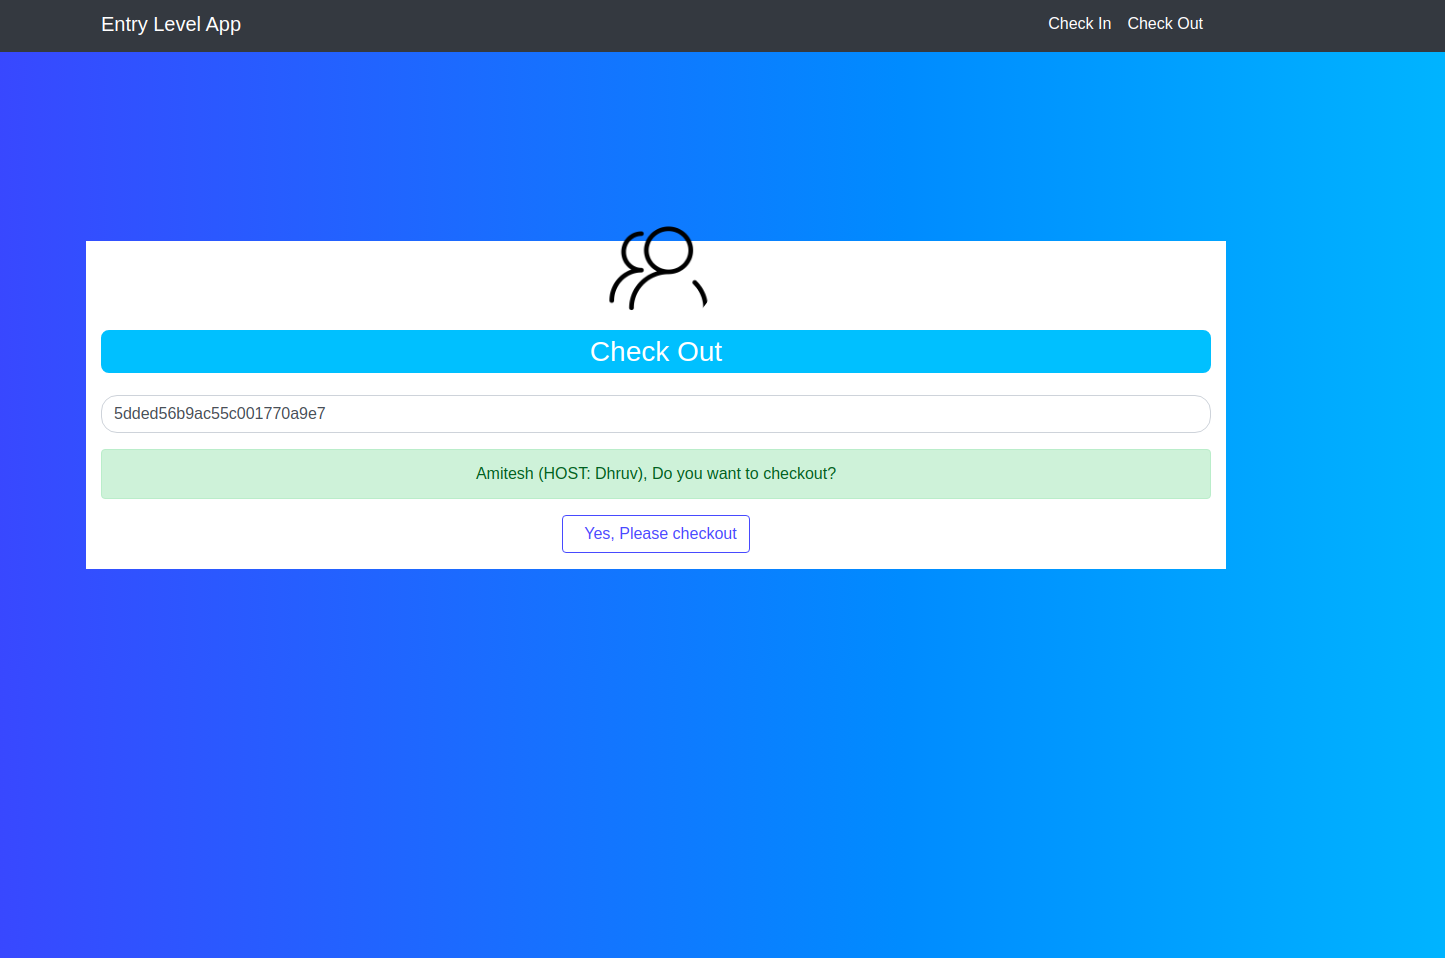 Entry Level App
Check In
Check Out
Check Out
5dded56b9ac55c001770a9e7
Amitesh (HOST: Dhruv), Do you want to checkout?
Yes, Please checkout